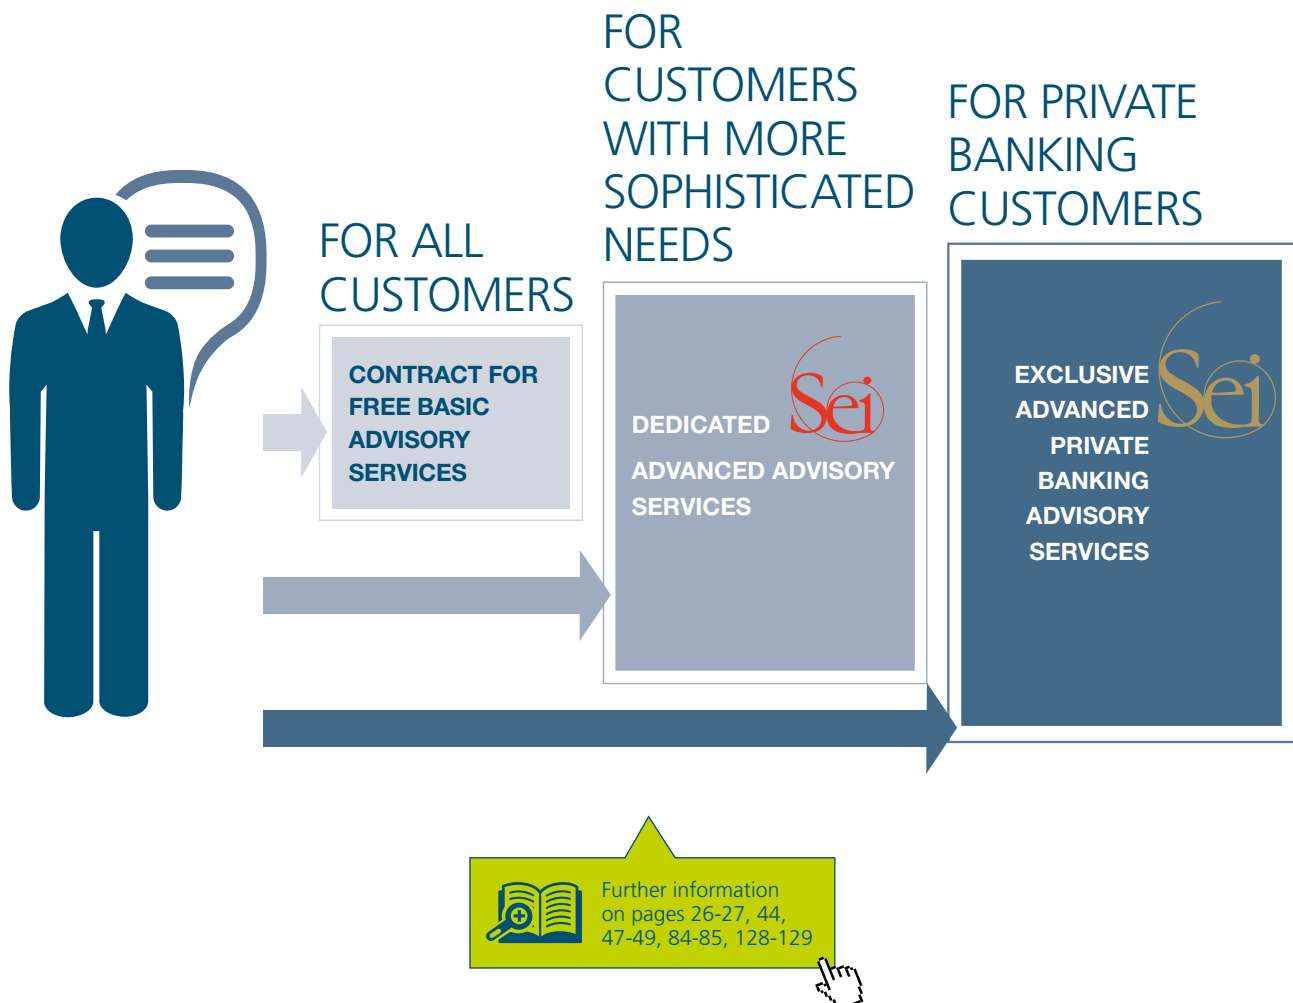 FOR ALL
CUSTOMERS
CONTRACT FOR
FREE BASIC
ADVISORY
SERVICES
FOR
CUSTOMERS
WITH MORE
SOPHISTICATED
NEEDS
DEDICATED Sei
ADVANCED ADVISORY
SERVICES
FOR PRIVATE
BANKING
CUSTOMERS
EXCLUSIVE Sei
ADVANCED
PRIVATE
BANKING
ADVISORY
SERVICES
Further information
on pages 26-27, 44,
47-49, 84-85, 128-129